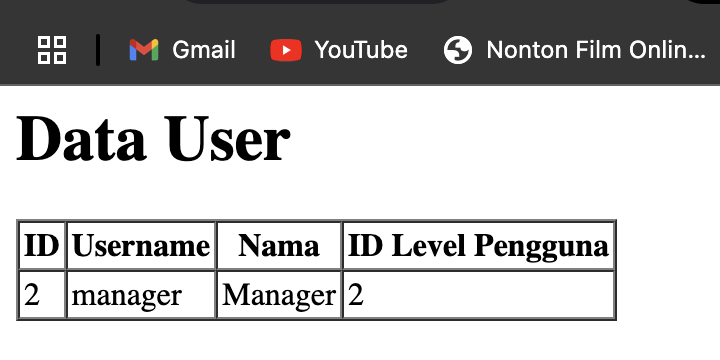 Gmail YouTube Nonton Film Onlin...
Data User
ID Username Nama ID Level Pengguna
2 manager Manager 2